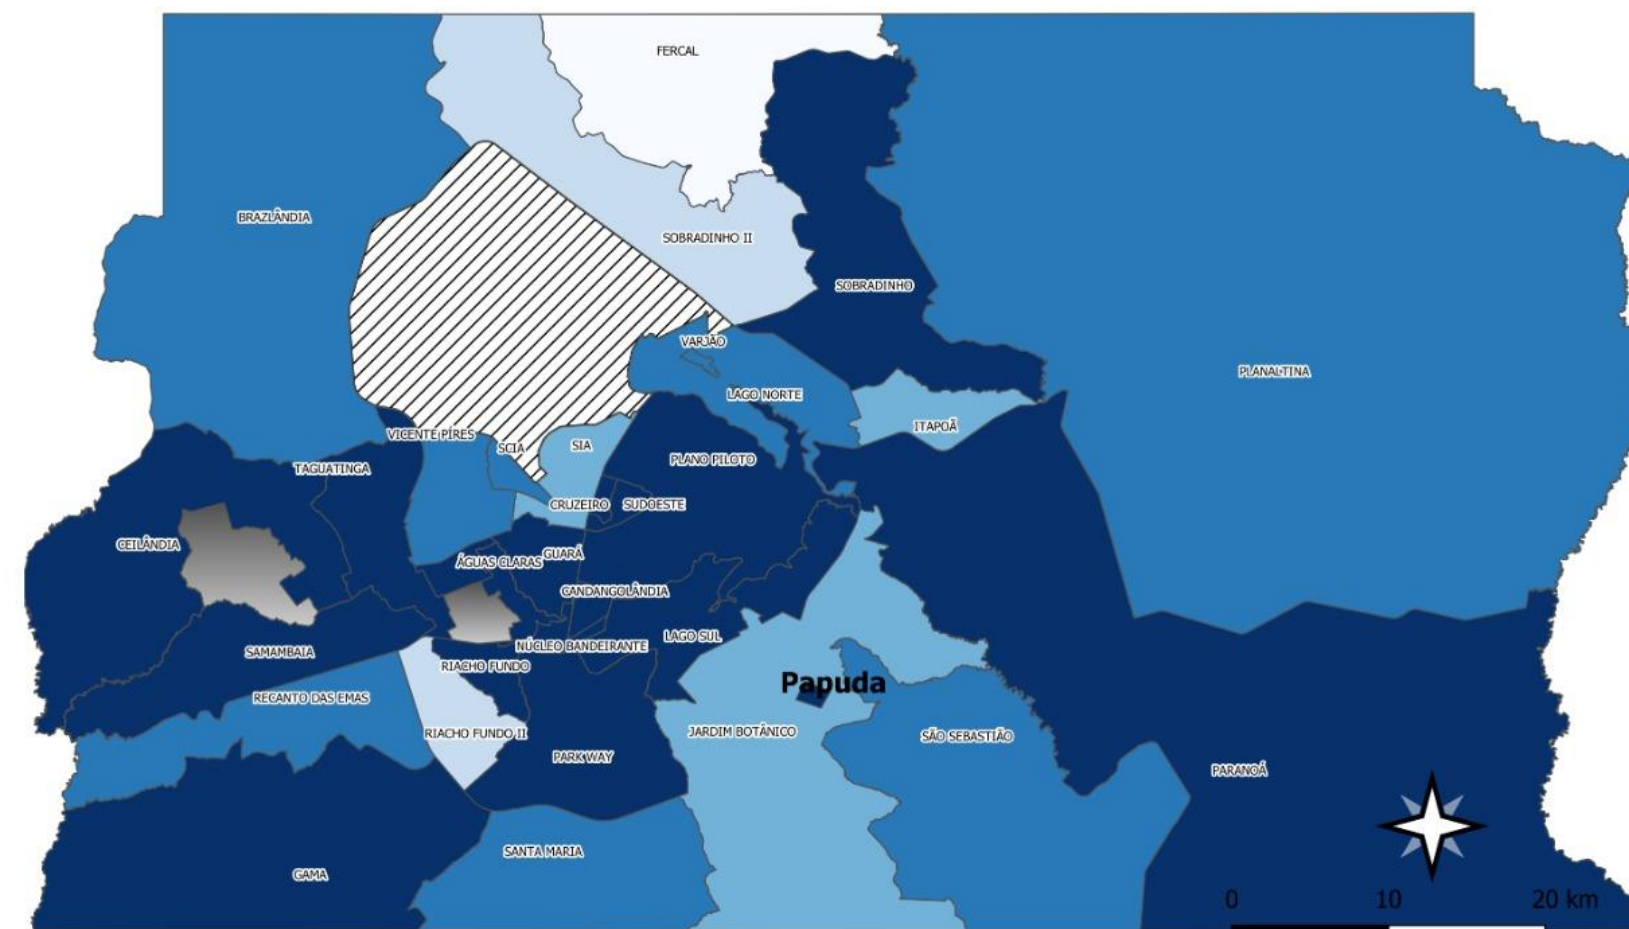 FERCAL
BRAZLÂNDIA
SOBRADINHO II
SOBRADINHO
VARJÃO
PLANALTINA
LAGO NORTE
ITAPOÃ
VICENTE PIRES
SCIA
SIA
PLANO PILOTO
TAGUATINGA
CRUZEIRO
SUDOESTE
CEILÂNDIA
ÁGUAS CLARAS
GUARÁ
CANDANGOLÂNDIA
LAGO SUL
NÚCLEO BANDEIRANTE
SAMAMBAIA
RIACHO FUNDO
Papuda
RECANTO DAS EMAS
RIACHO FUNDO II
JARDIM BOTÂNICO
SÃO SEBASTIÃO
PARK WAY
PARANOÁ
SANTA MARIA
GAMA
0 10 20 km